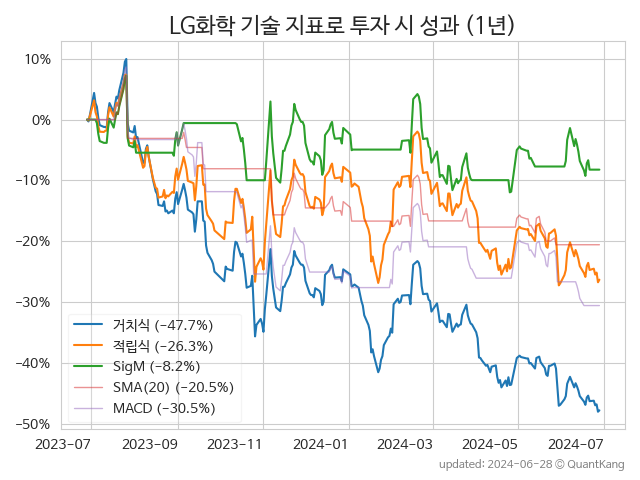 LG화학 기술 지표로 투자 시 성과 (1년)
10%
0%
−10%
−20%
−30%
−40%
−50%
거치식 (−47.7%)
적립식 (−26.3%)
SigM (−8.2%)
SMA(20) (−20.5%)
MACD (−30.5%)
2023−07 2023−09 2023−11 2024−01 2024−03 2024−05 2024−07
updated: 2024-06-28 © QuantKang